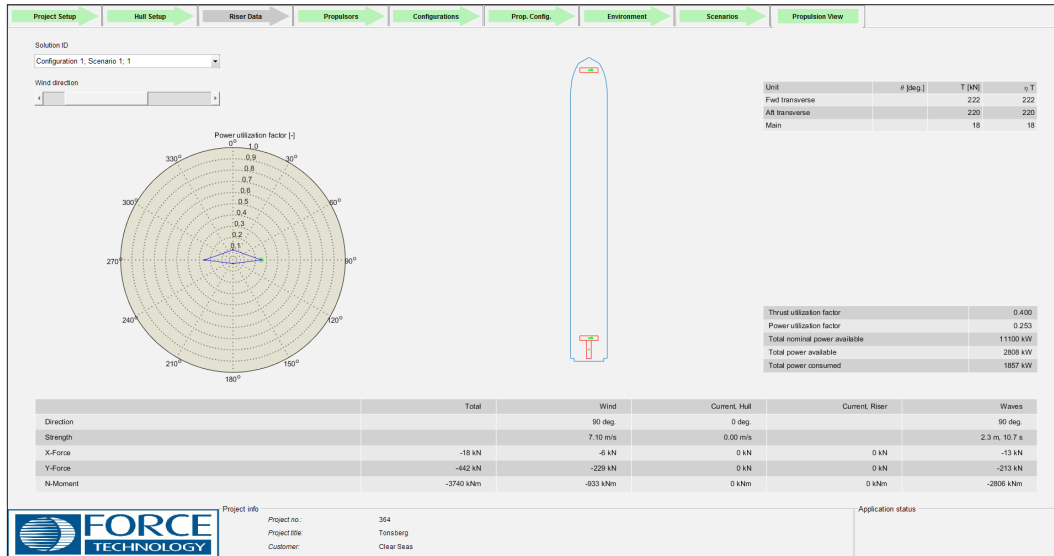 Project Setup Hull Setup Riser Data Propulsors Configurations Prop. Config. Environment Scenarios Propulsion View
Solution ID
Configuration 1; Scenario 1; 1
Wind direction
Power utilization factor [-]
0° 1.0
330° 0.9 30°
0.8
0.7
300° 0.6 60°
0.5
0.4
0.3
0.2
0.1
270° 90°
240° 120°
210° 150°
180°
Unit θ [deg.] T [kN] η T
Fwd transverse 222 222
Aft transverse 220 220
Main 18 18
Thrust utilization factor 0.400
Power utilization factor 0.253
Total nominal power available 11100 kW
Total power available 2808 kW
Total power consumed 1857 kW
Total Wind Current, Hull Current, Riser Waves
Direction 90 deg. 0 deg. 90 deg.
Strength 7.10 m/s 0.00 m/s 2.3 m, 10.7 s
X-Force -18 kN -6 kN 0 kN 0 kN -13 kN
Y-Force -442 kN -229 kN 0 kN 0 kN -213 kN
N-Moment -3740 kNm -933 kNm 0 kNm 0 kNm -2806 kNm
FORCE
TECHNOLOGY
Project info
Project no.: 364
Project title: Tonsberg
Customer: Clear Seas
Application status